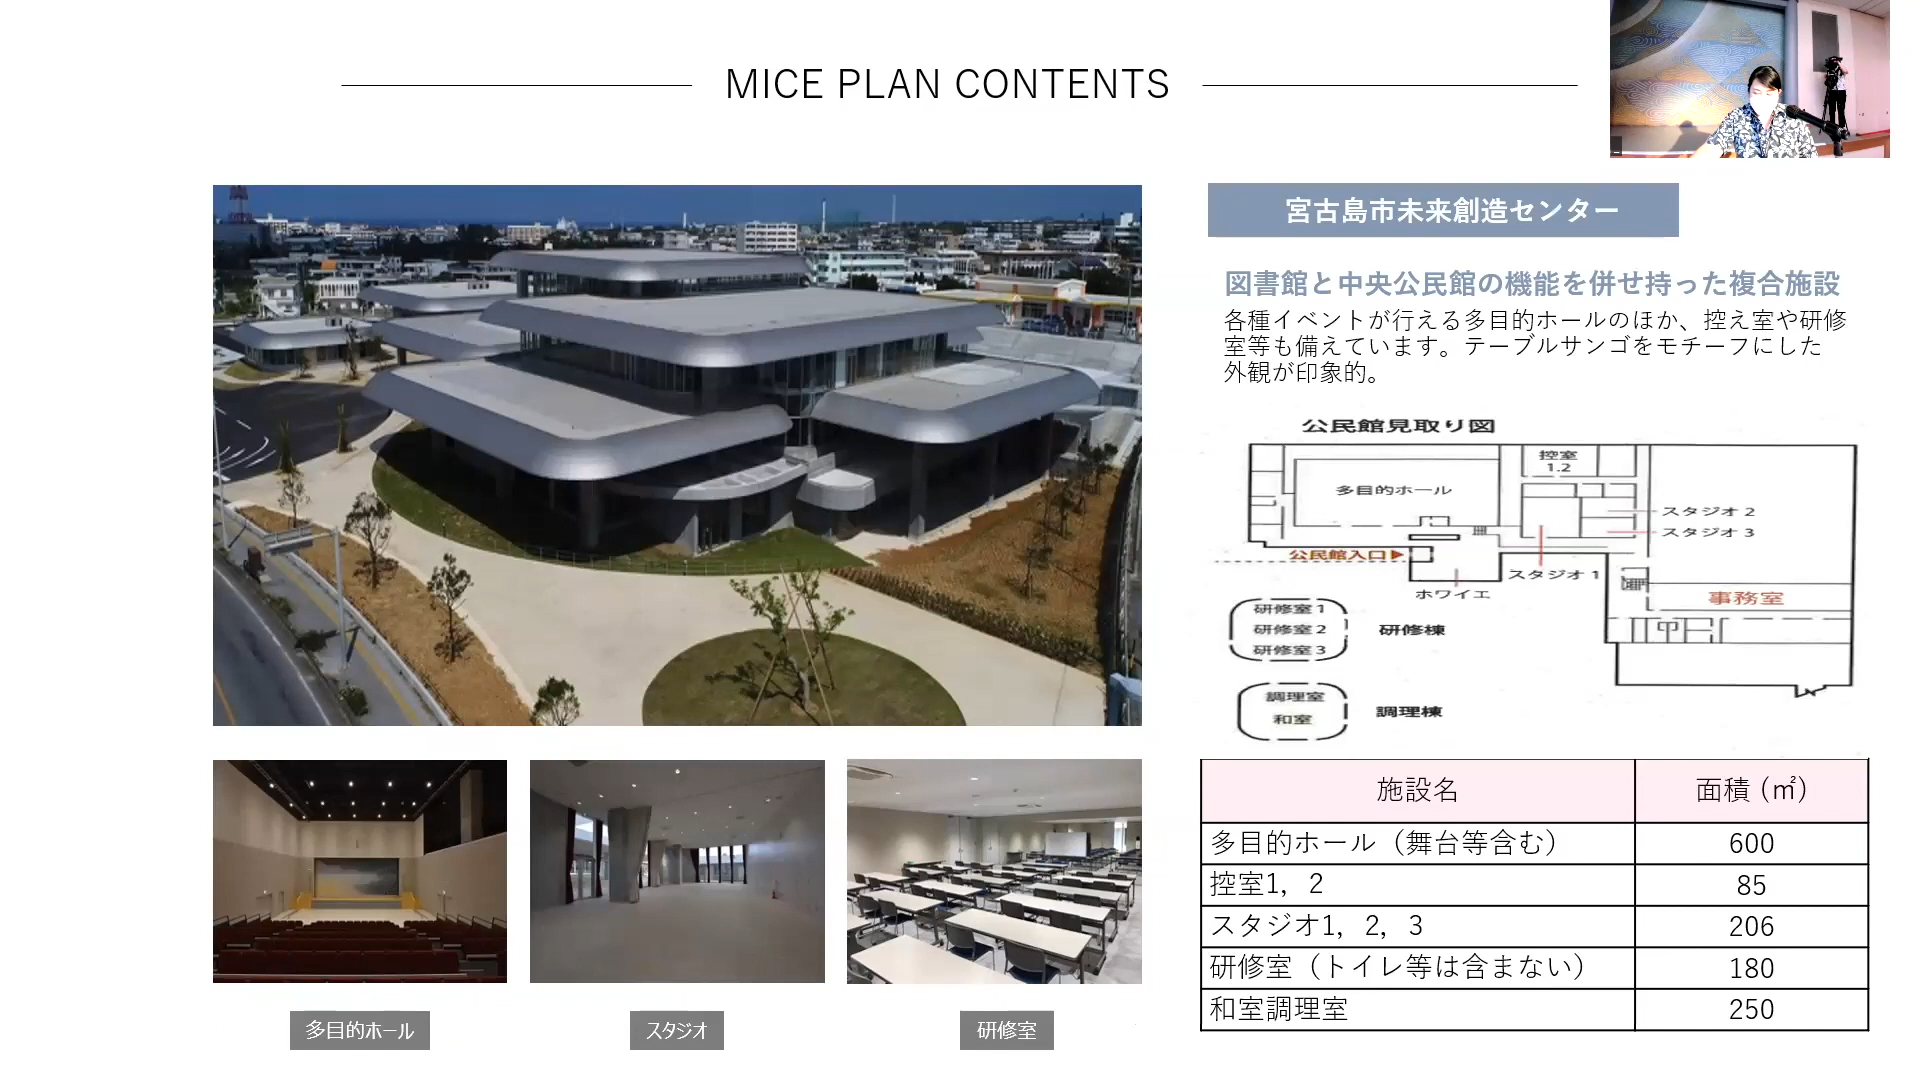 MICE PLAN CONTENTS
宮古島市未来創造センター
図書館と中央公民館の機能を併せ持った複合施設
各種イベントが行える多目的ホールのほか、控え室や研修
室等も備えています。テーブルサンゴをモチーフにした
外観が印象的。
公民館見取り図
控室
1.2
多目的ホール
スタジオ 2
スタジオ 3
公民館入口▶
スタジオ 1
ホワイエ
事務室
研修室 1
研修室 2
研修室 3
研修棟
調理室
和室
調理棟
施設名 面積 (㎡)
多目的ホール（舞台等含む） 600
控室1，2 85
スタジオ1，2，3 206
研修室（トイレ等は含まない） 180
和室調理室 250
多目的ホール
スタジオ
研修室